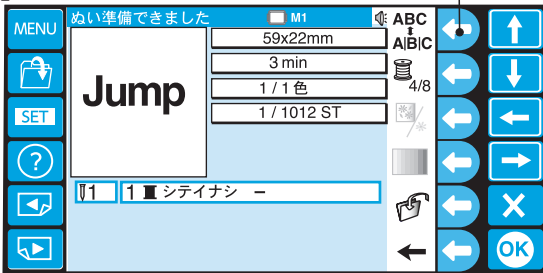 MENU
ぬい準備できました
M1
ABC
A|B|C
59x22mm
3 min
1 / 1 色
4/8
Jump
SET
1 / 1012 ST
?
1
1 シテイナシ －
X
OK